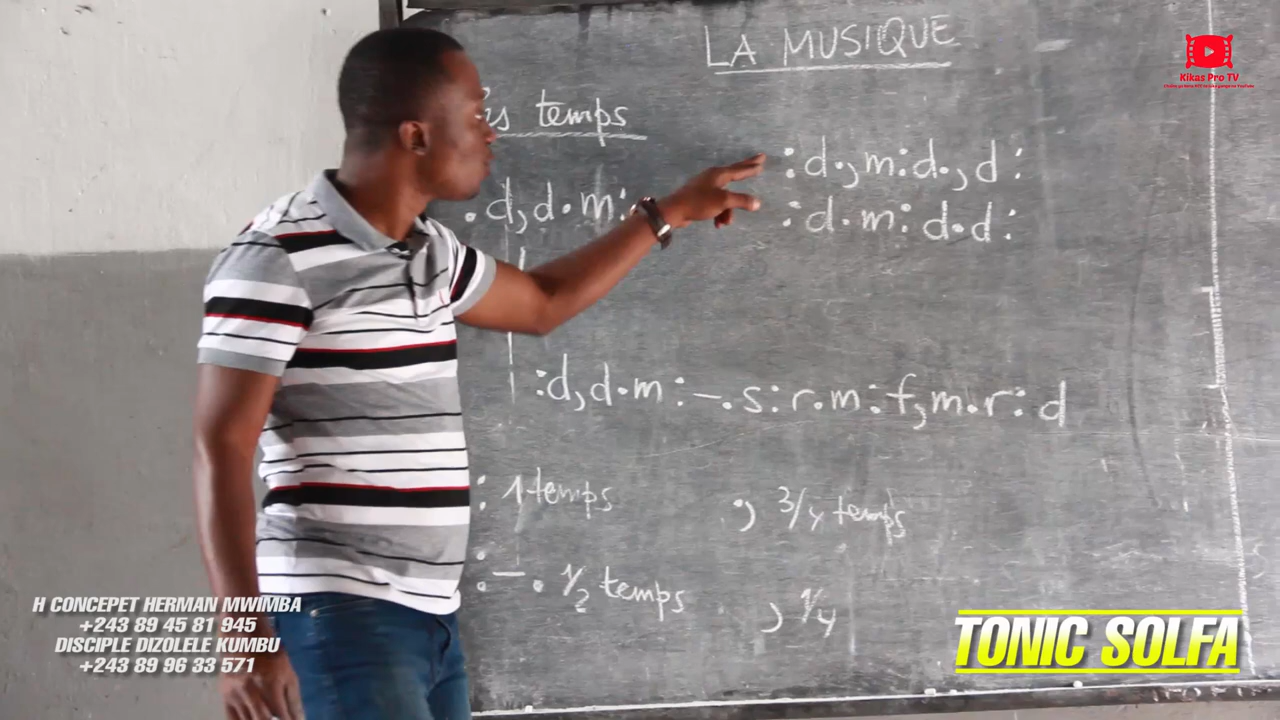 LA MUSIQUE
Kikas Pro TV
temps
:d.,m:d.,d:
.d,d.m:
:d.m:d.d:
:d,d.m:-.s:r.m:f,m.r:d
: 1 temps
., 3/4 temps
:-. 1/2 temps
, 1/4
H CONCEPET HERMAN MWIMBA
+243 89 45 81 945
DISCIPLE DIZOLELE KUMBU
+243 89 96 33 571
TONIC SOLFA